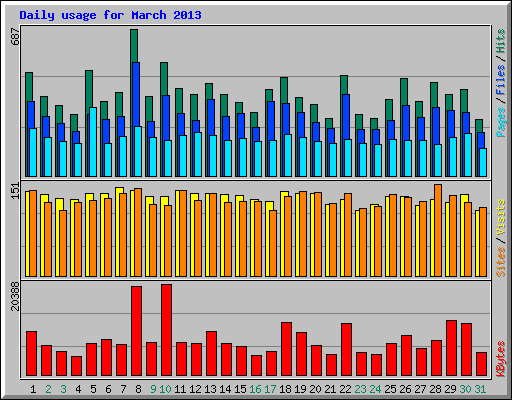 Daily usage for March 2013
687
Pages / Files / Hits
151
Sites / Visits
20388
KBytes
1 2 3 4 5 6 7 8 9 10 11 12 13 14 15 16 17 18 19 20 21 22 23 24 25 26 27 28 29 30 31